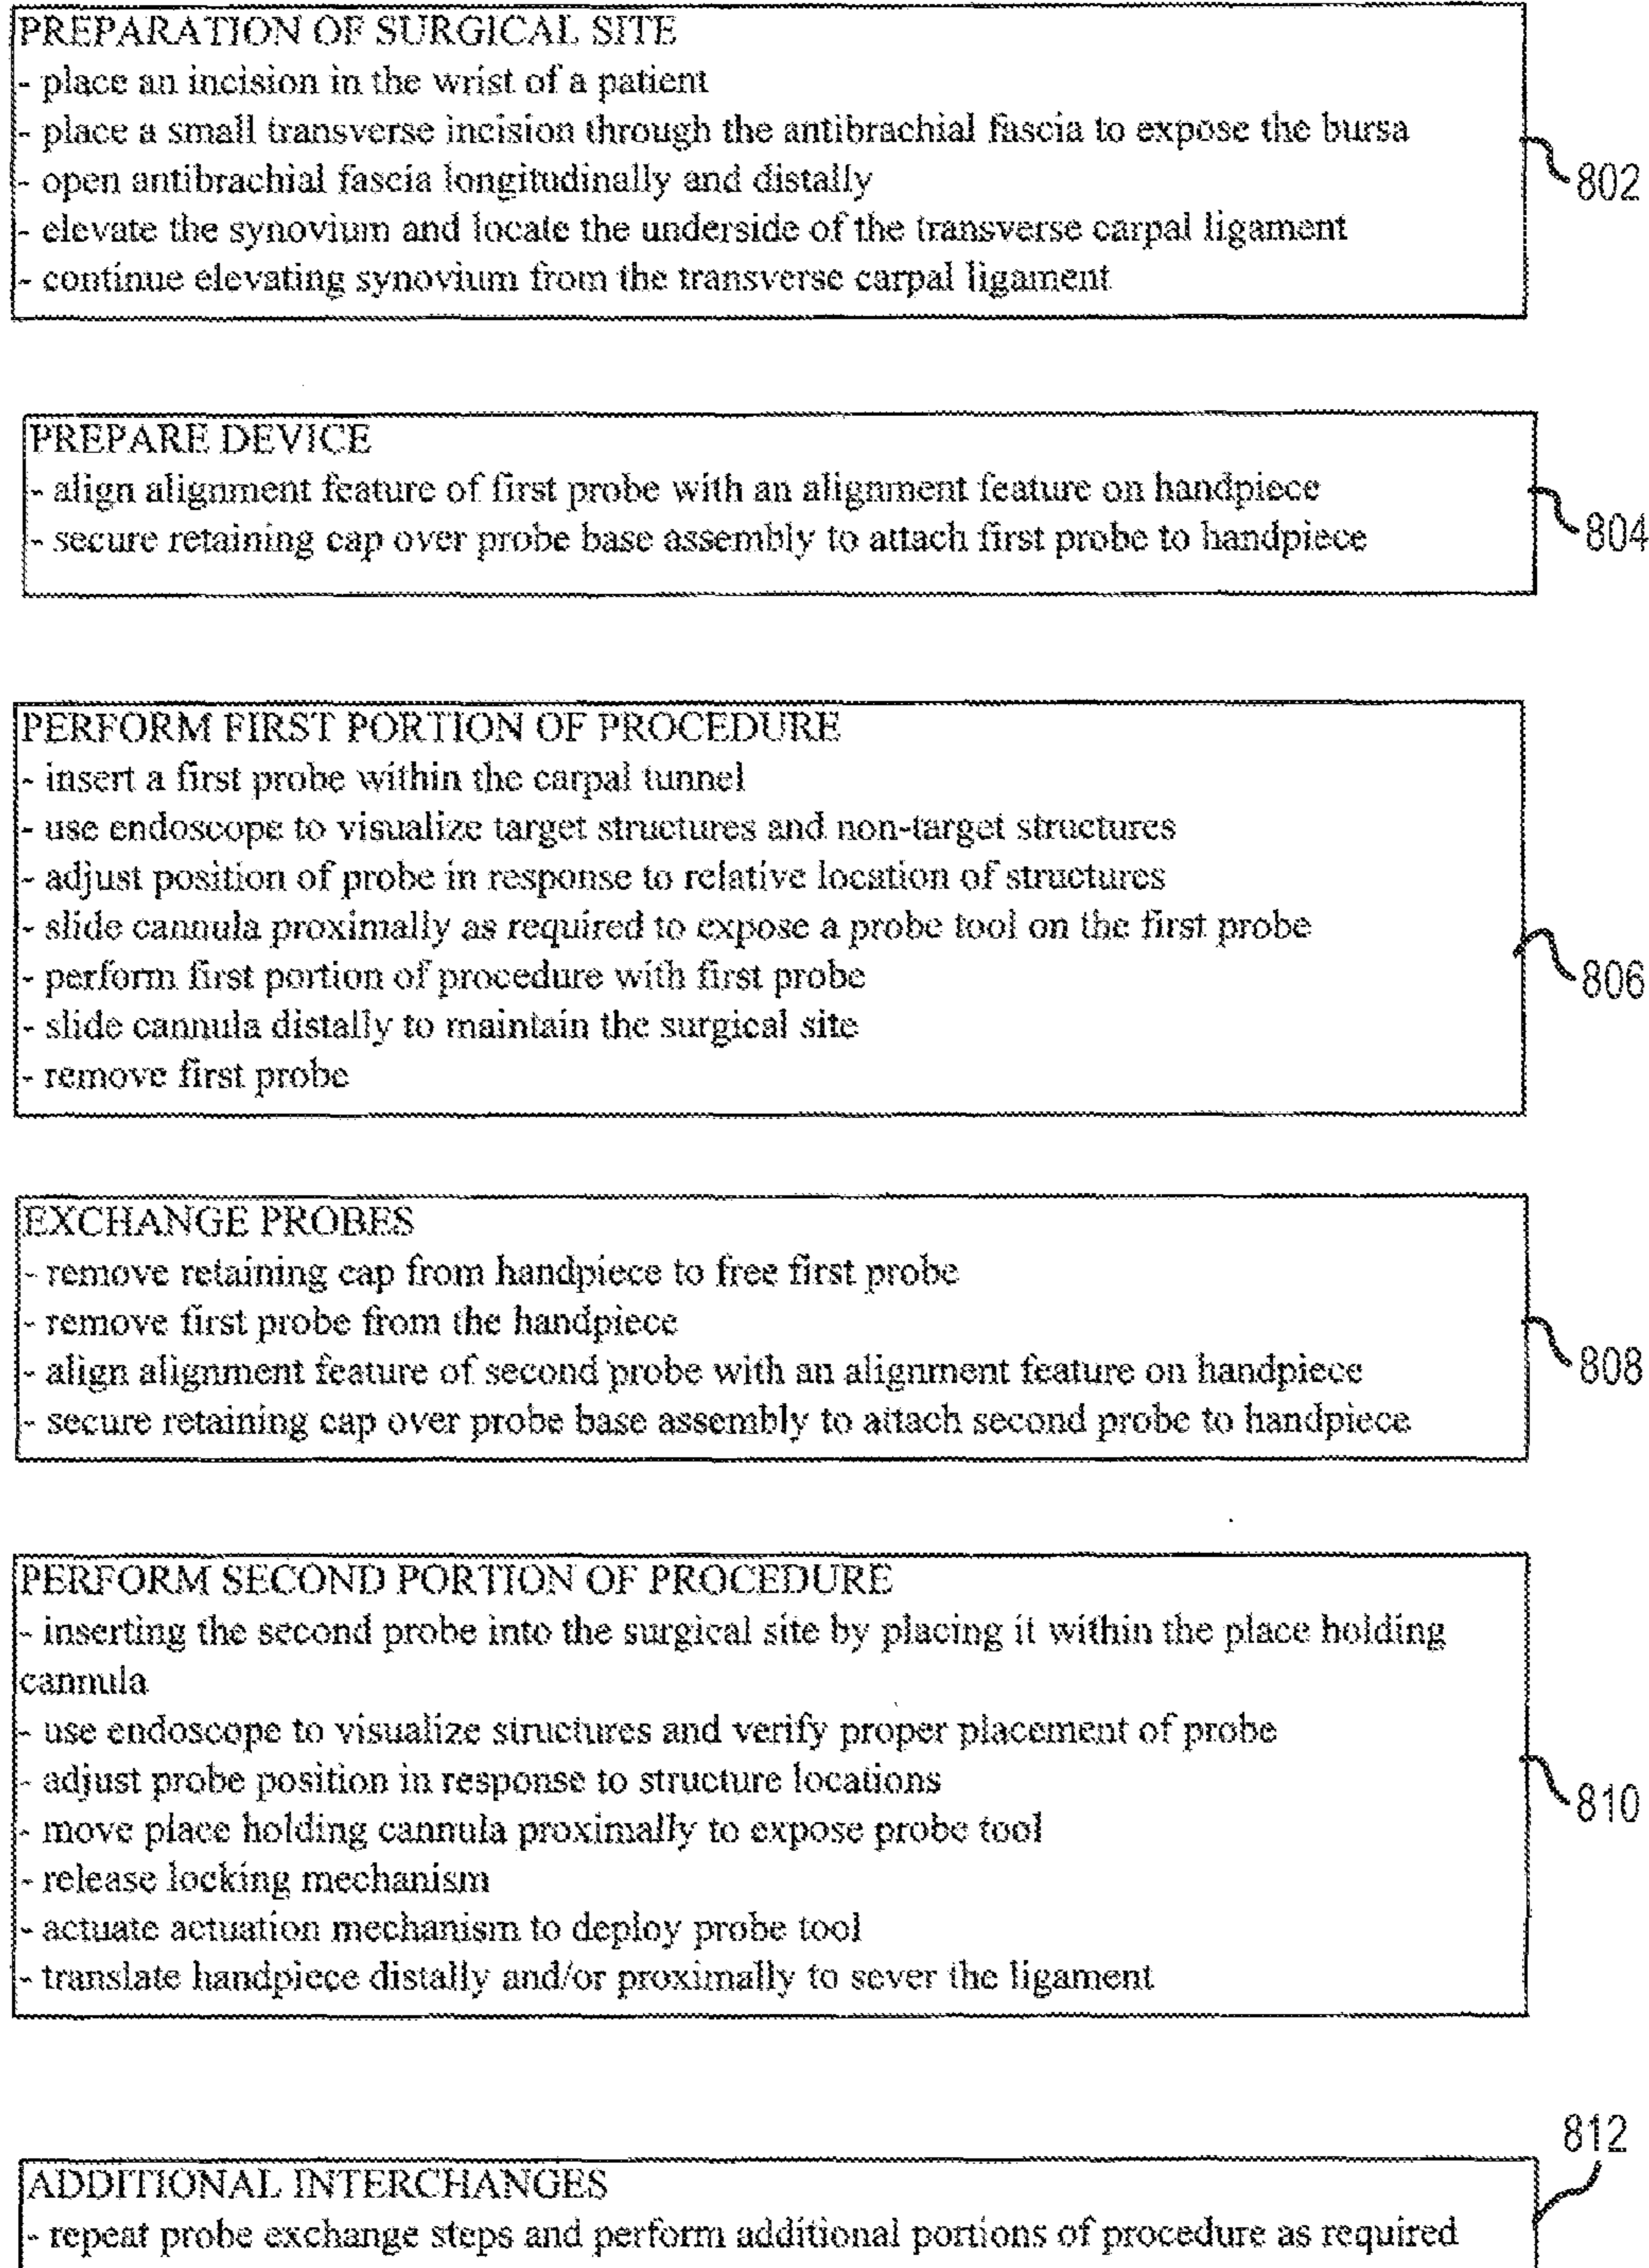 PREPARATION OF SURGICAL SITE
- place an incision in the wrist of a patient
- place a small transverse incision through the antibrachial fascia to expose the bursa
- open antibrachial fascia longitudinally and distally
- elevate the synovium and locate the underside of the transverse carpal ligament
- continue elevating synovium from the transverse carpal ligament
802
PREPARE DEVICE
- align alignment feature of first probe with an alignment feature on handpiece
- secure retaining cap over probe base assembly to attach first probe to handpiece
804
PERFORM FIRST PORTION OF PROCEDURE
- insert a first probe within the carpal tunnel
- use endoscope to visualize target structures and non-target structures
- adjust position of probe in response to relative location of structures
- slide cannula proximally as required to expose a probe tool on the first probe
- perform first portion of procedure with first probe
- slide cannula distally to maintain the surgical site
- remove first probe
806
EXCHANGE PROBES
- remove retaining cap from handpiece to free first probe
- remove first probe from the handpiece
- align alignment feature of second probe with an alignment feature on handpiece
- secure retaining cap over probe base assembly to attach second probe to handpiece
808
PERFORM SECOND PORTION OF PROCEDURE
- inserting the second probe into the surgical site by placing it within the place holding
cannula
- use endoscope to visualize structures and verify proper placement of probe
- adjust probe position in response to structure locations
- move place holding cannula proximally to expose probe tool
- release locking mechanism
- actuate actuation mechanism to deploy probe tool
- translate handpiece distally and/or proximally to sever the ligament
810
812
ADDITIONAL INTERCHANGES
- repeat probe exchange steps and perform additional portions of procedure as required